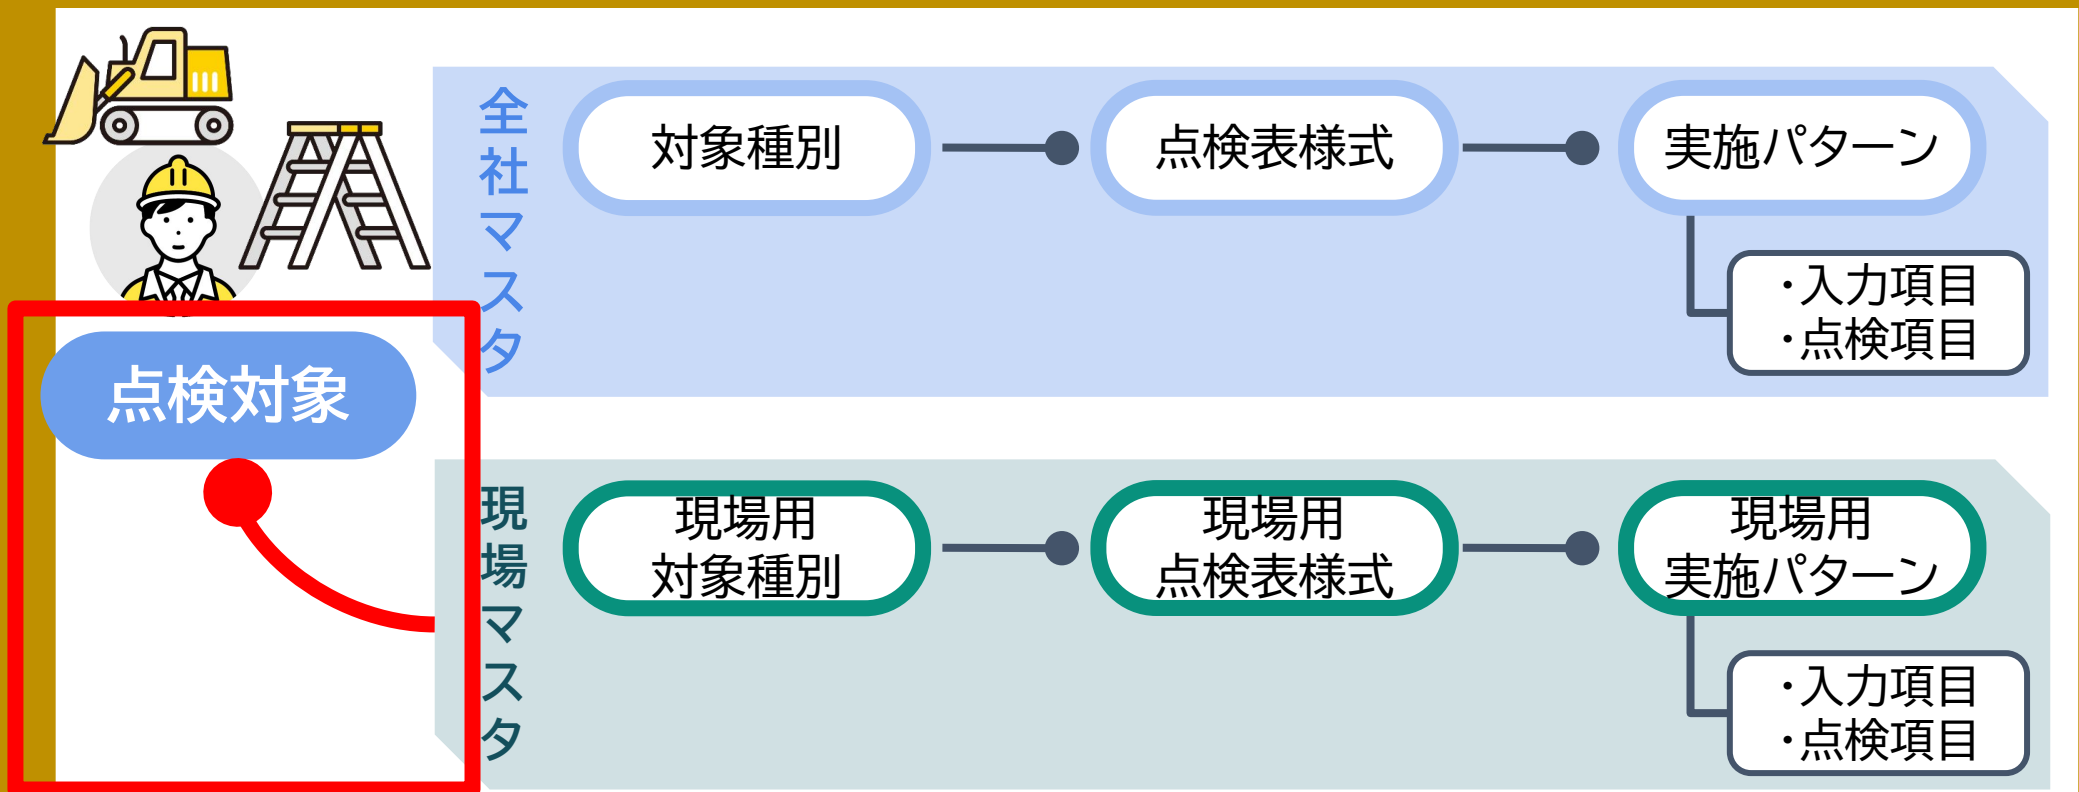 全社マスタ
対象種別
点検表様式
実施パターン
・入力項目
・点検項目
点検対象
現場マスタ
現場用
対象種別
現場用
点検表様式
現場用
実施パターン
・入力項目
・点検項目